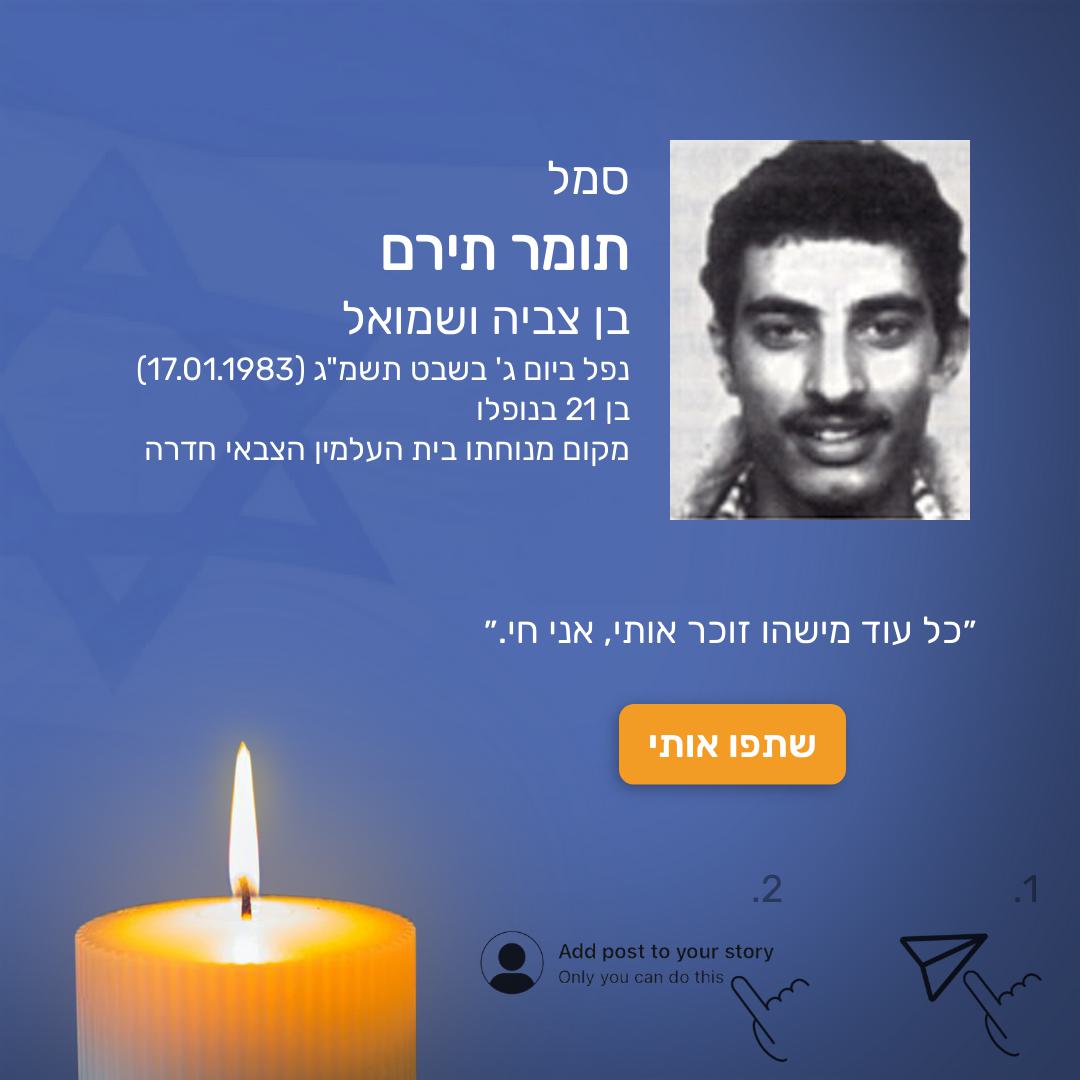 סמל
תומר תירם
בן צביה ושמואל
נפל ביום ג' בשבט תשמ"ג (17.01.1983)
בן 21 בנופלו
מקום מנוחתו בית העלמין הצבאי חדרה
״כל עוד מישהו זוכר אותי, אני חי.״
שתפו אותי
.1
.2
Add post to your story
Only you can do this